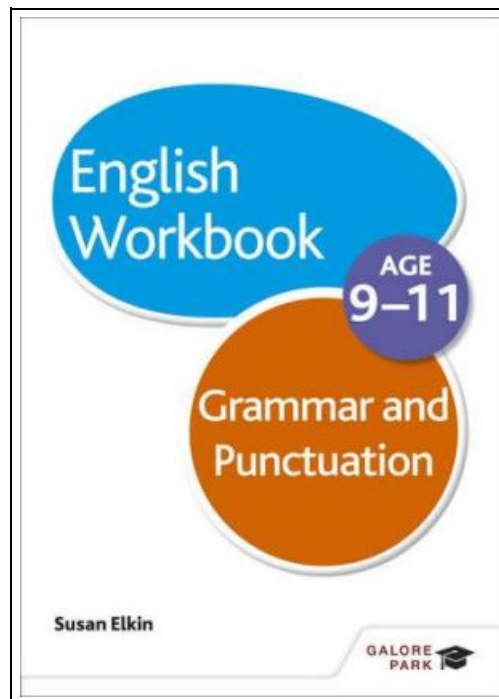 English
Workbook
AGE
9–11
Grammar and
Punctuation
Susan Elkin
GALORE
PARK